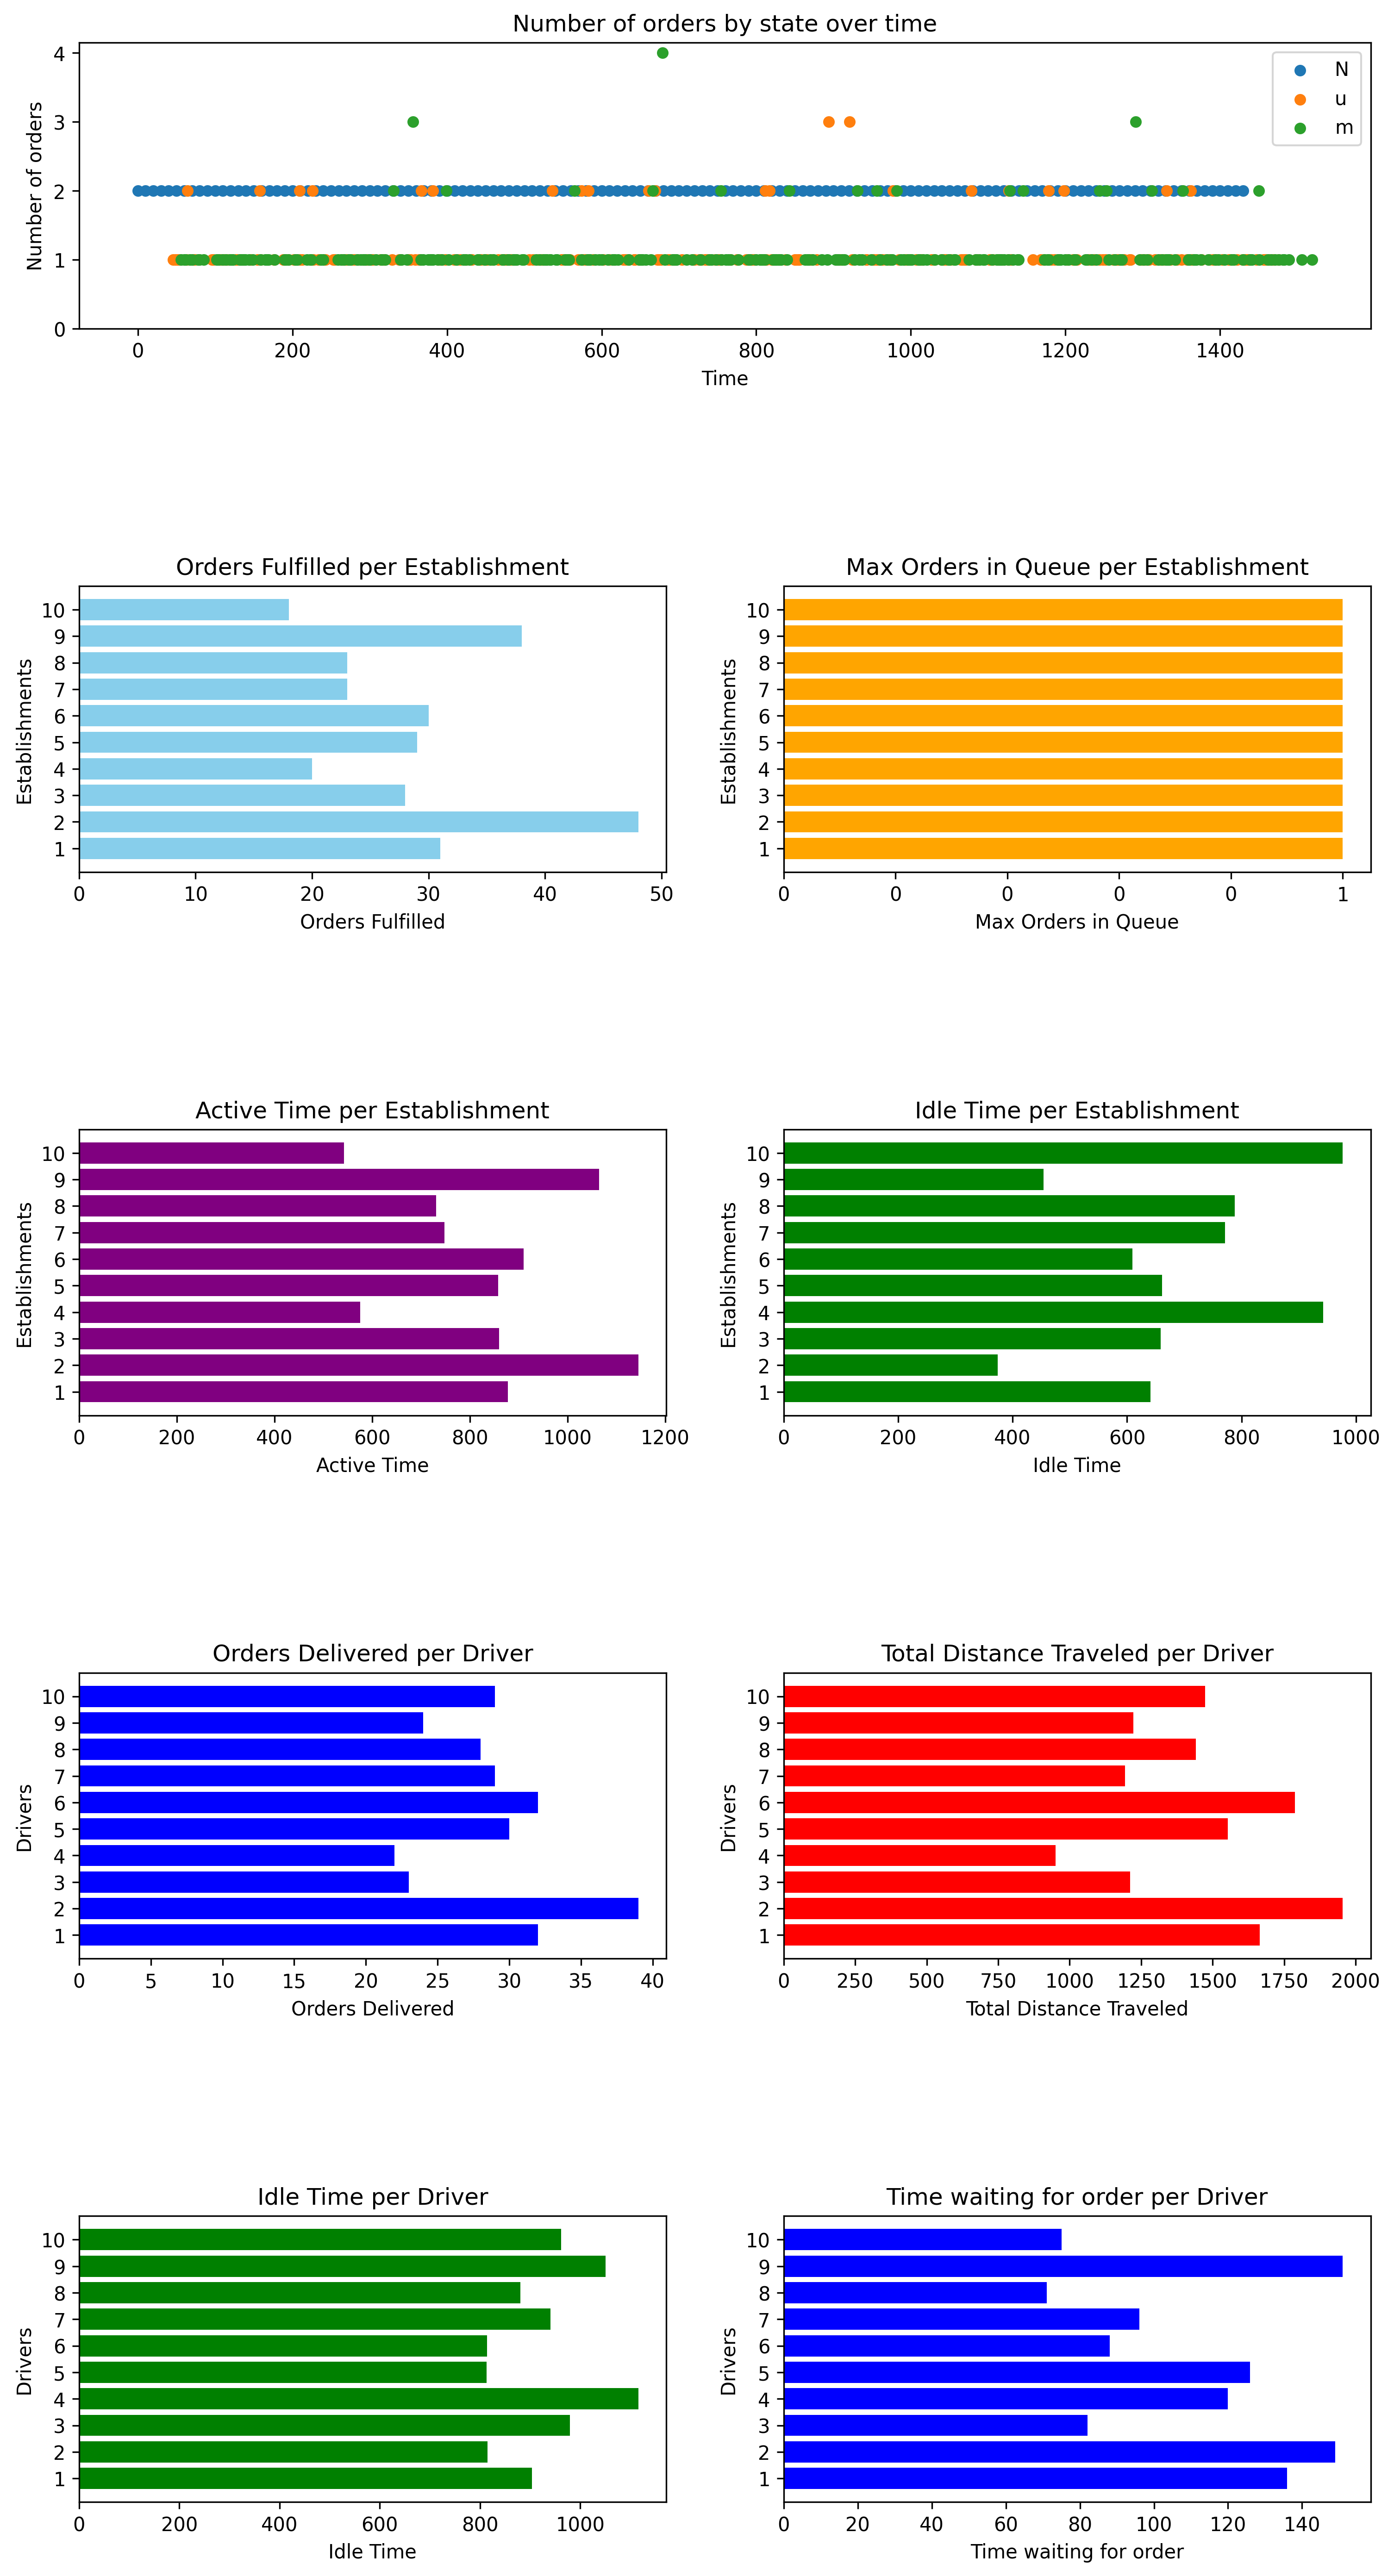 Number of orders by state over time
Number of orders
4
3
2
1
0
N
u
m
0 200 400 600 800 1000 1200 1400
Time
Orders Fulfilled per Establishment
Establishments
10
9
8
7
6
5
4
3
2
1
0 10 20 30 40 50
Orders Fulfilled
Max Orders in Queue per Establishment
Establishments
10
9
8
7
6
5
4
3
2
1
0 0 0 0 0 1
Max Orders in Queue
Active Time per Establishment
Establishments
10
9
8
7
6
5
4
3
2
1
0 200 400 600 800 1000 1200
Active Time
Idle Time per Establishment
Establishments
10
9
8
7
6
5
4
3
2
1
0 200 400 600 800 1000
Idle Time
Orders Delivered per Driver
Drivers
10
9
8
7
6
5
4
3
2
1
0 5 10 15 20 25 30 35 40
Orders Delivered
Total Distance Traveled per Driver
Drivers
10
9
8
7
6
5
4
3
2
1
0 250 500 750 1000 1250 1500 1750 2000
Total Distance Traveled
Idle Time per Driver
Drivers
10
9
8
7
6
5
4
3
2
1
0 200 400 600 800 1000
Idle Time
Time waiting for order per Driver
Drivers
10
9
8
7
6
5
4
3
2
1
0 20 40 60 80 100 120 140
Time waiting for order